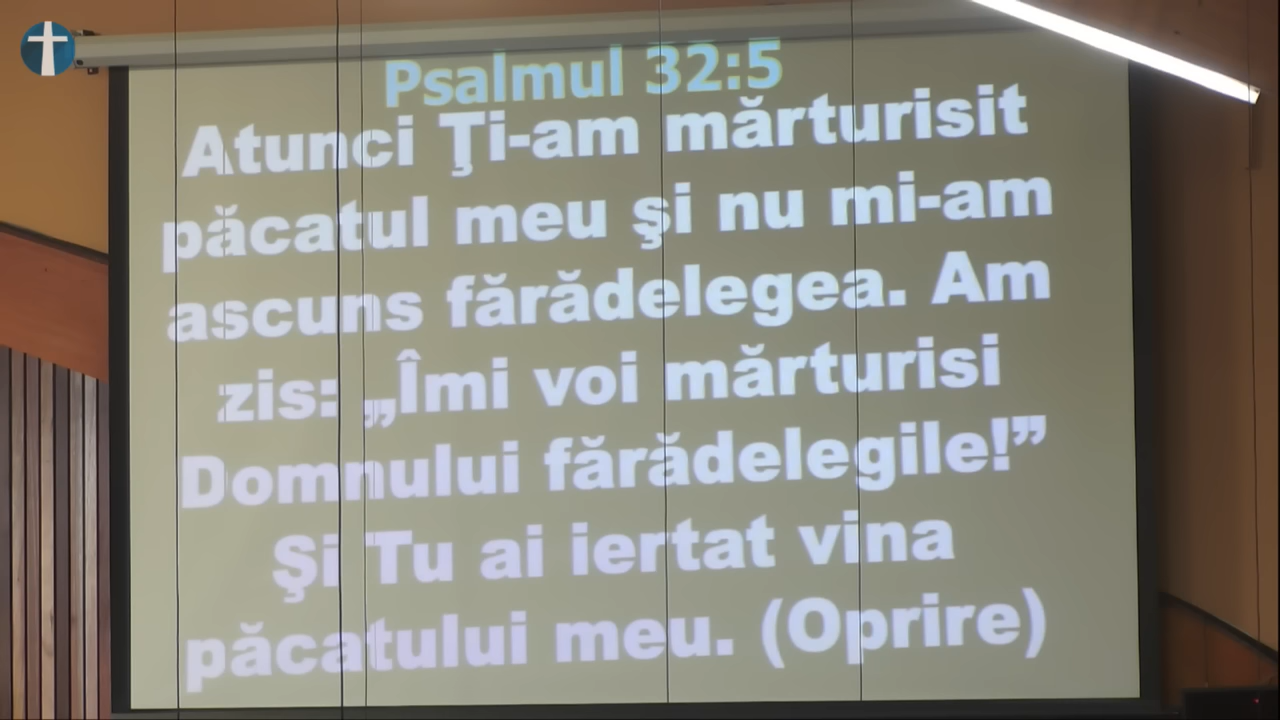 Psalmul 32:5
Atunci Ţi-am mărturisit
păcatul meu şi nu mi-am
ascuns fărădelegea. Am
zis: „Îmi voi mărturisi
Domnului fărădelegile!”
Şi Tu ai iertat vina
păcatului meu. (Oprire)